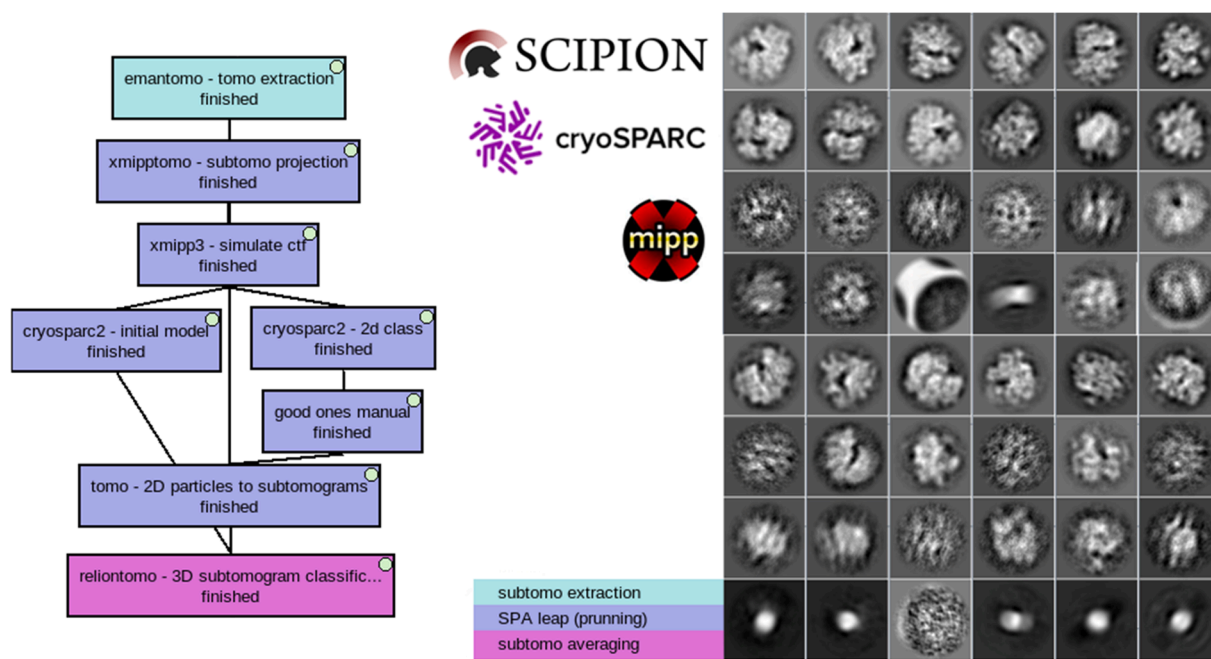 emantomo - tomo extraction
finished
xmipptomo - subtomo projection
finished
xmipp3 - simulate ctf
finished
cryosparc2 - initial model
finished
cryosparc2 - 2d class
finished
good ones manual
finished
tomo - 2D particles to subtomograms
finished
reliontomo - 3D subtomogram classific...
finished
SCIPION
cryoSPARC
mipp
subtomo extraction
SPA leap (prunning)
subtomo averaging